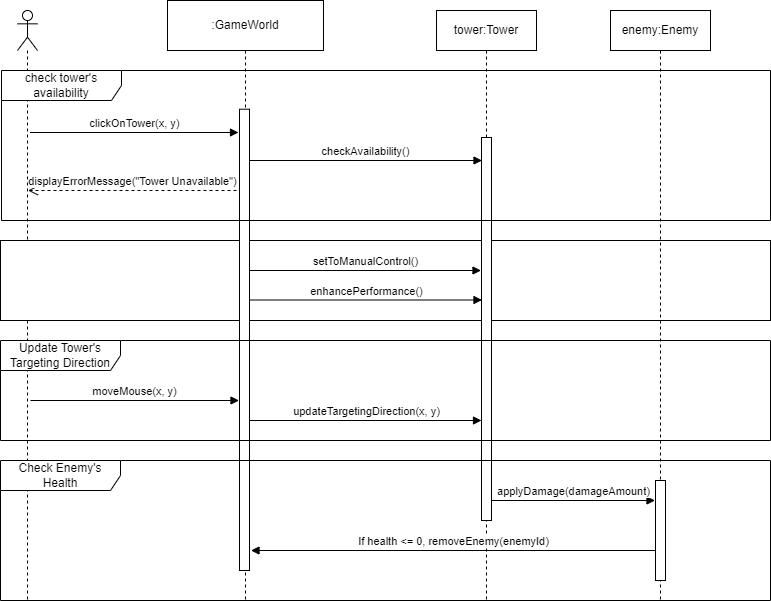 :GameWorld
tower:Tower
enemy:Enemy
check tower's
availability
clickOnTower(x, y)
checkAvailability()
displayErrorMessage("Tower Unavailable")
setToManualControl()
enhancePerformance()
Update Tower's
Targeting Direction
moveMouse(x, y)
updateTargetingDirection(x, y)
Check Enemy's
Health
applyDamage(damageAmount)
If health <= 0, removeEnemy(enemyId)